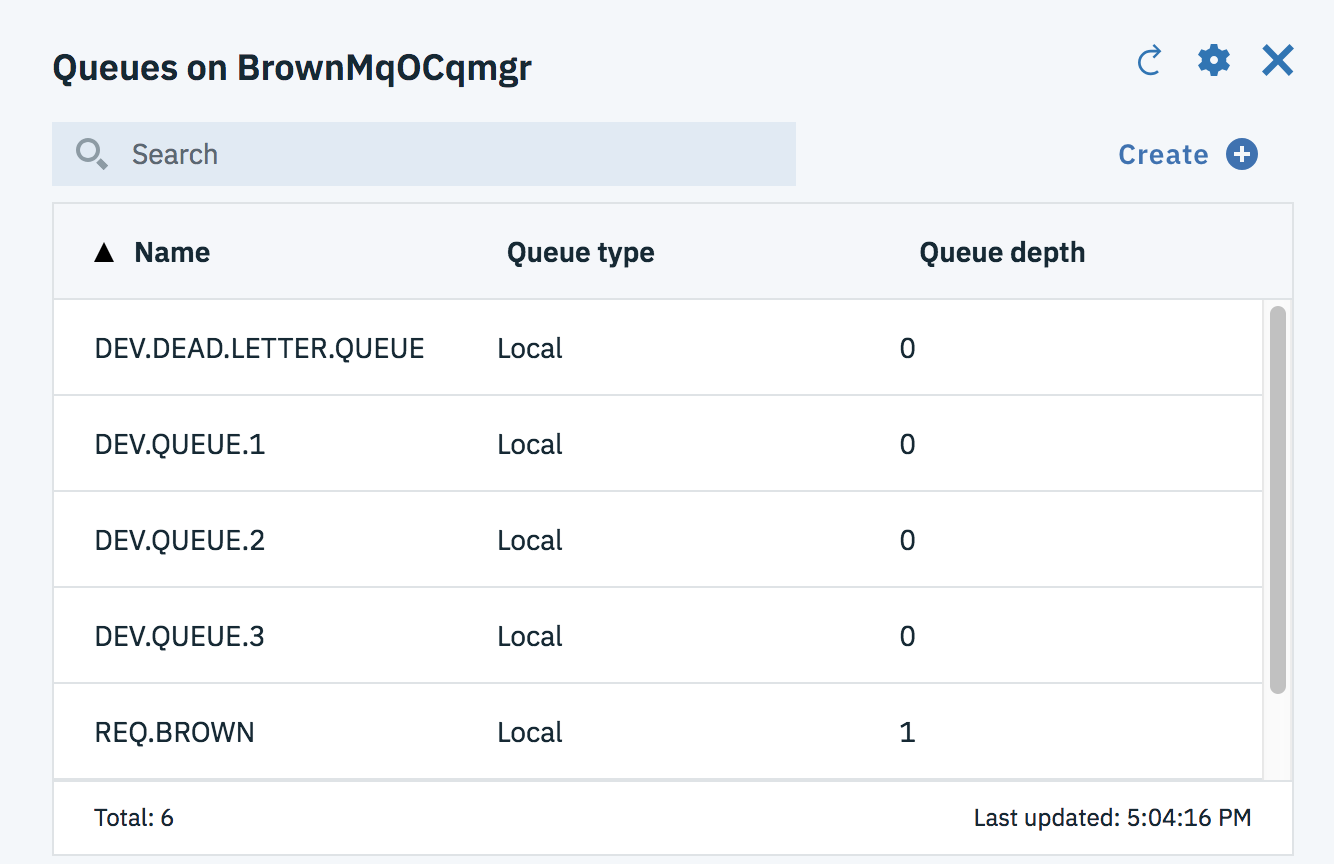 Queues on BrownMqOCqmgr
Search
Create
Name Queue type Queue depth
DEV.DEAD.LETTER.QUEUE Local 0
DEV.QUEUE.1 Local 0
DEV.QUEUE.2 Local 0
DEV.QUEUE.3 Local 0
REQ.BROWN Local 1
Total: 6 Last updated: 5:04:16 PM